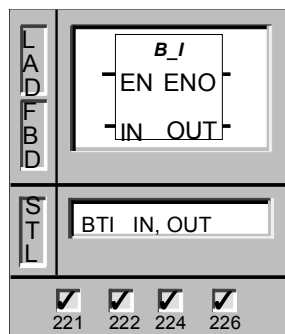 LAD
FBD
B_I
EN ENO
IN OUT
STL
BTI IN, OUT
221 222 224 226